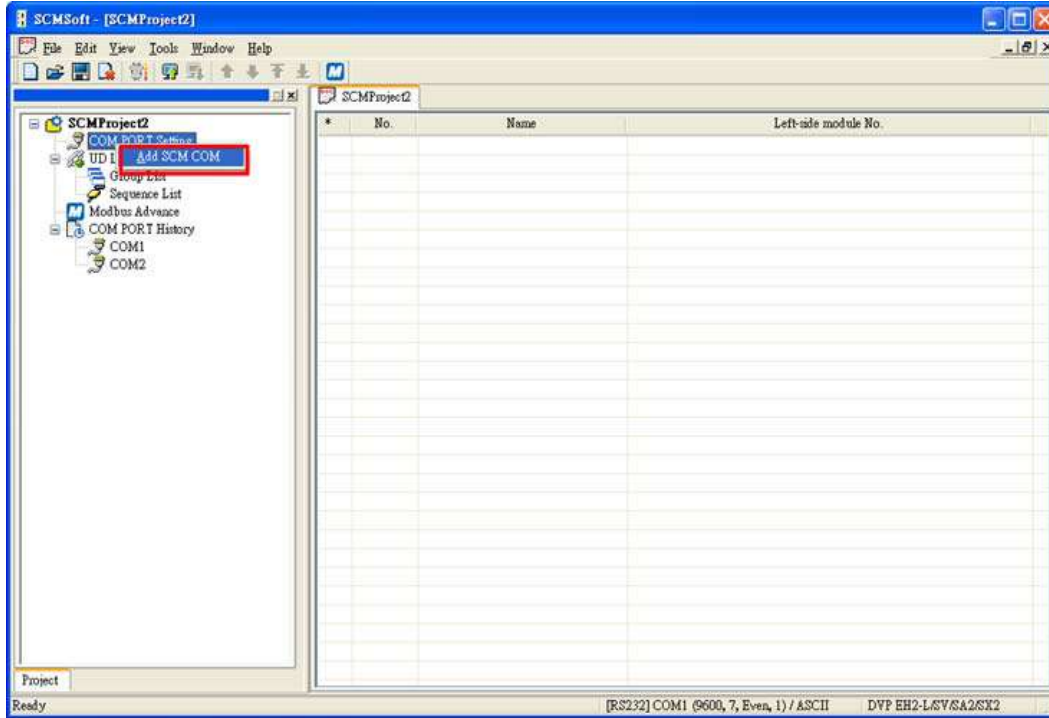 SCMSoft - [SCMProject2]
File Edit View Tools Window Help
SCMProject2
* No. Name Left-side module No.
SCMProject2
COM PORT Setting
Add SCM COM
UD
Group List
Sequence List
Modbus Advance
COM PORT History
COM1
COM2
Project
Ready [RS232] COM1 (9600, 7, Even, 1) / ASCII DVP EH2-L/SV/SA2/SX2